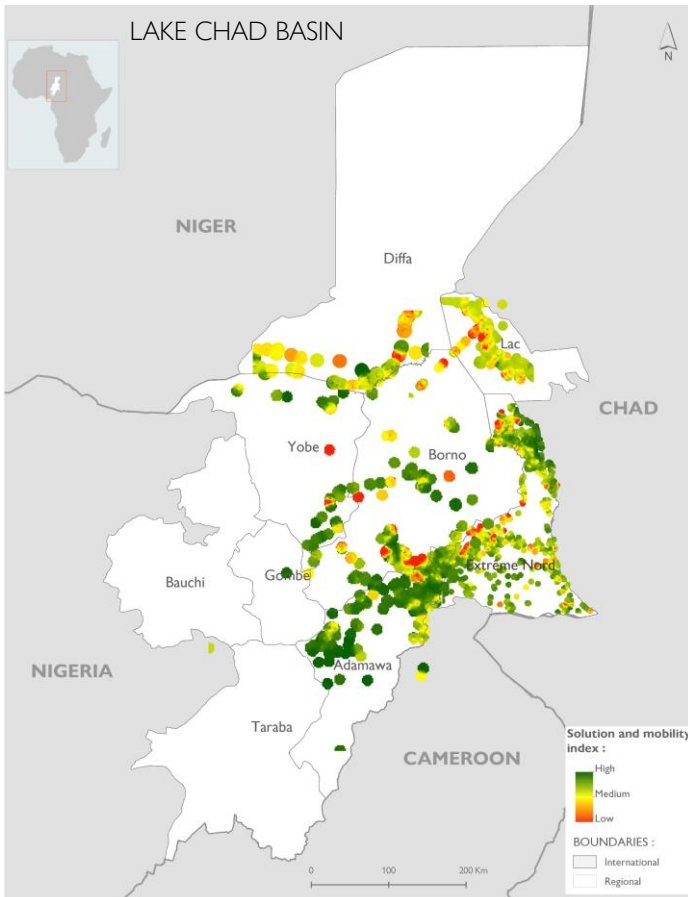 LAKE CHAD BASIN
N
NIGER
Diffa
Lac
CHAD
Yobe
Borno
Extreme Nord
Bauchi
Gombe
NIGERIA
Adamawa
Taraba
CAMEROON
Solution and mobility
index :
High
Medium
Low
BOUNDARIES :
International
Regional
0 100 200 Km